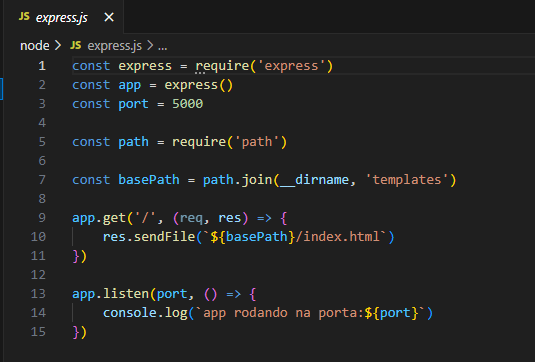 JS express.js ×
node > JS express.js > ...
1 const express = require('express')
2 const app = express()
3 const port = 5000
4
5 const path = require('path')
6
7 const basePath = path.join(__dirname, 'templates')
8
9 app.get('/', (req, res) => {
10     res.sendFile(`${basePath}/index.html`)
11 })
12
13 app.listen(port, () => {
14     console.log(`app rodando na porta:${port}`)
15 })